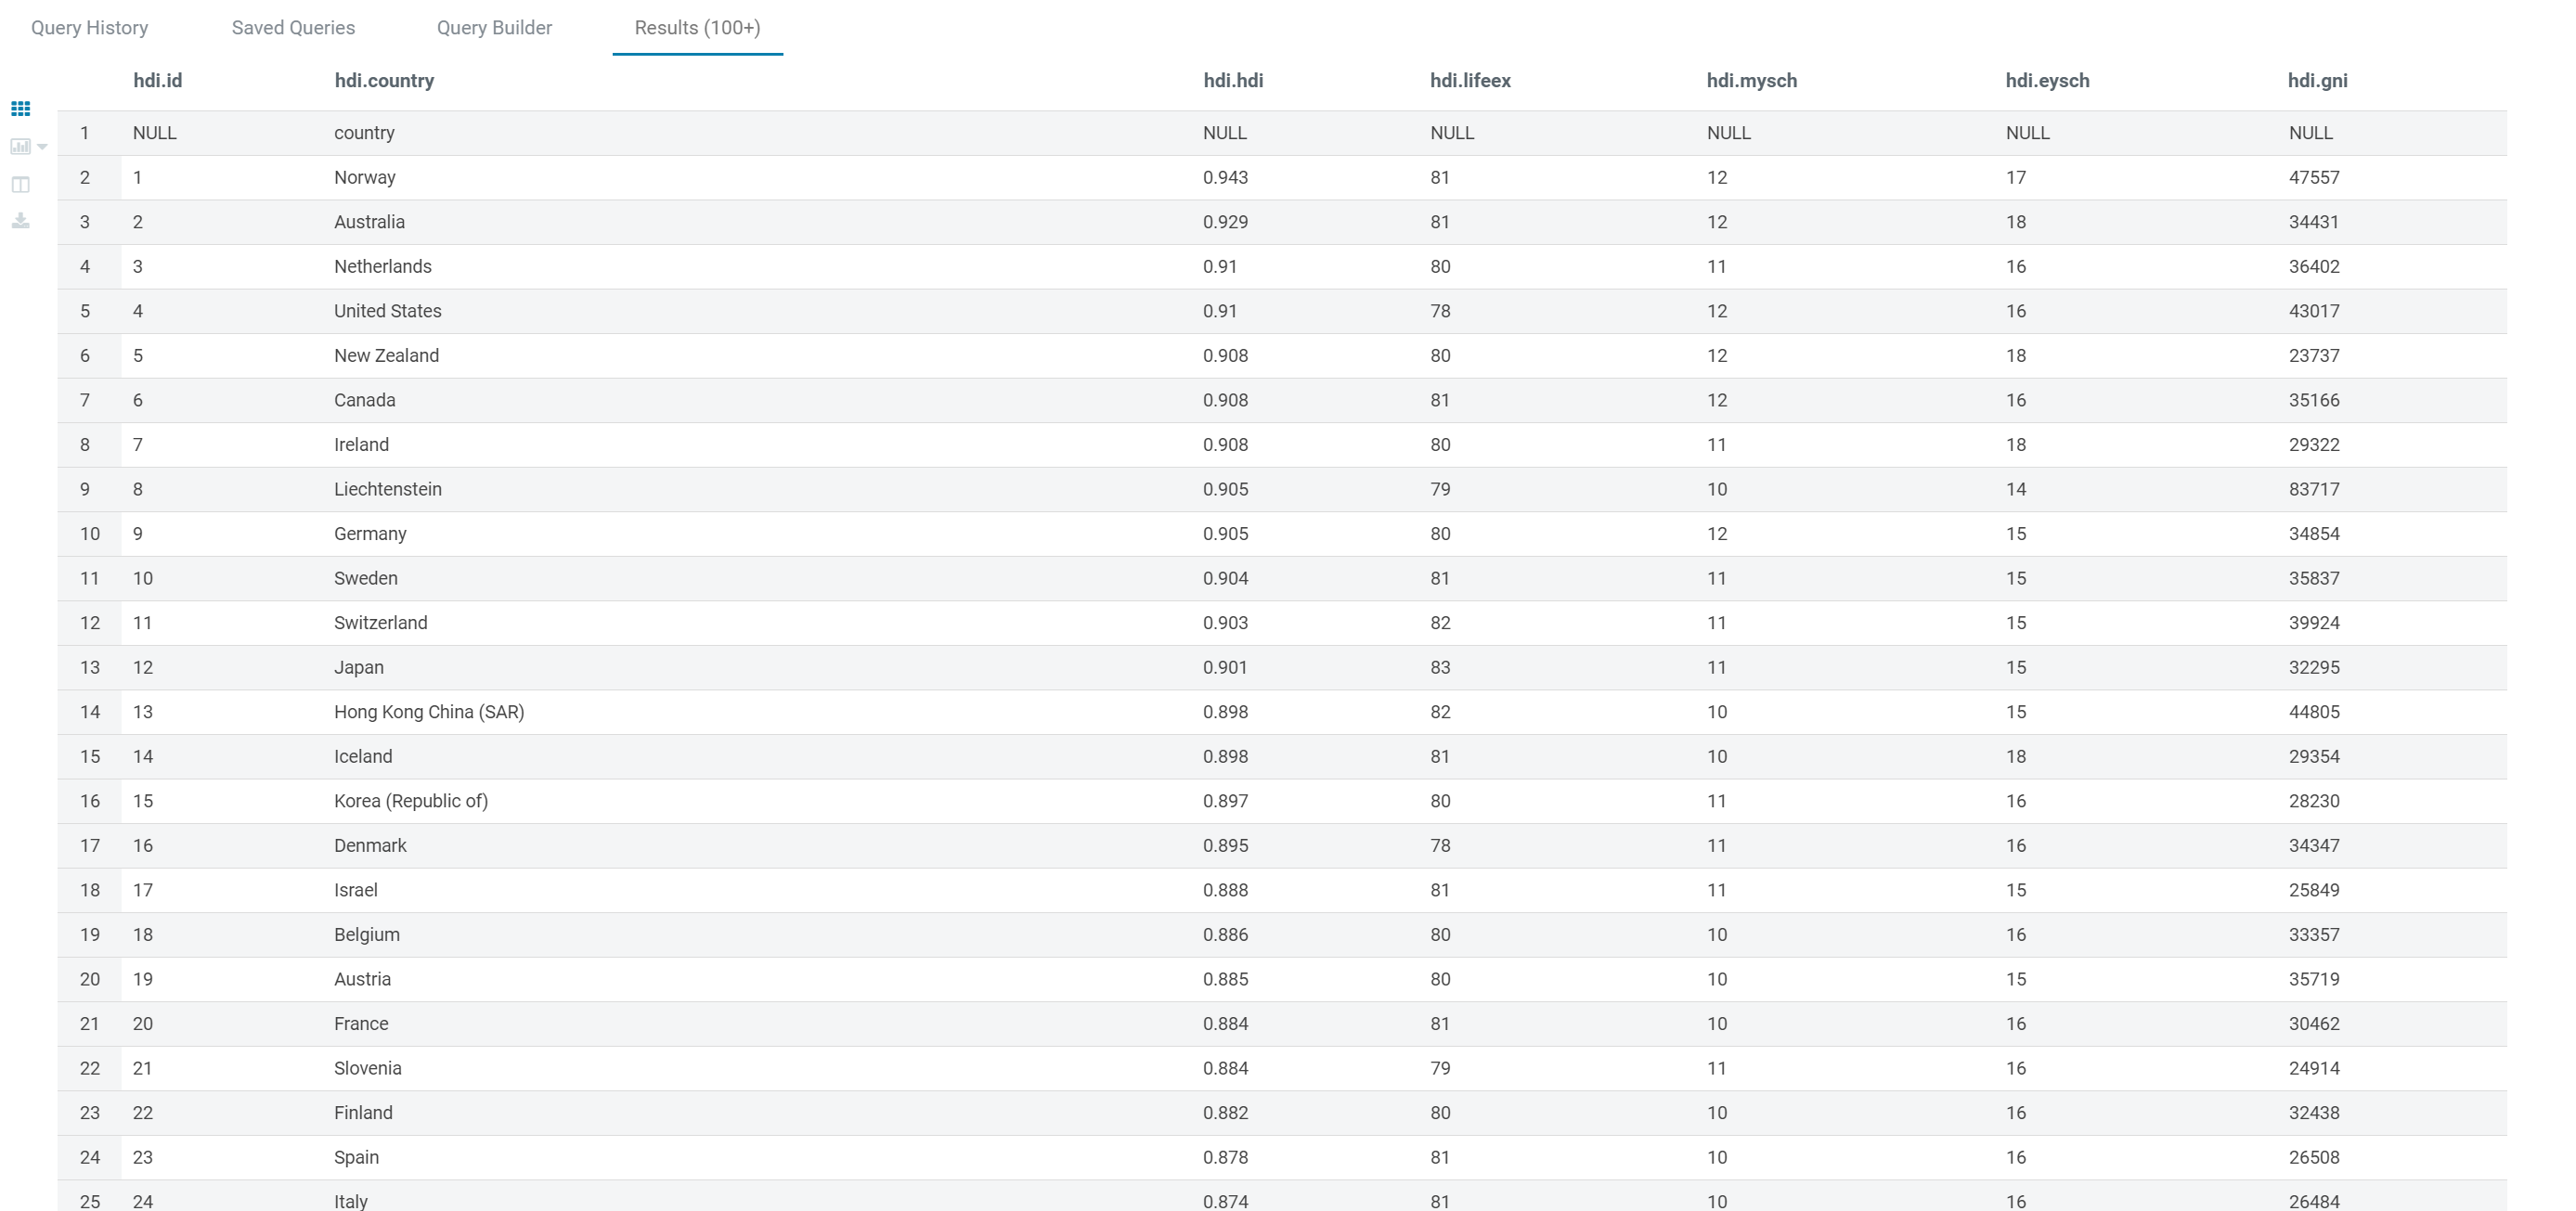 Query History Saved Queries Query Builder Results (100+)
hdi.id hdi.country hdi.hdi hdi.lifeex hdi.mysch hdi.eysch hdi.gni
1 NULL country NULL NULL NULL NULL NULL
2 1 Norway 0.943 81 12 17 47557
3 2 Australia 0.929 81 12 18 34431
4 3 Netherlands 0.91 80 11 16 36402
5 4 United States 0.91 78 12 16 43017
6 5 New Zealand 0.908 80 12 18 23737
7 6 Canada 0.908 81 12 16 35166
8 7 Ireland 0.908 80 11 18 29322
9 8 Liechtenstein 0.905 79 10 14 83717
10 9 Germany 0.905 80 12 15 34854
11 10 Sweden 0.904 81 11 15 35837
12 11 Switzerland 0.903 82 11 15 39924
13 12 Japan 0.901 83 11 15 32295
14 13 Hong Kong China (SAR) 0.898 82 10 15 44805
15 14 Iceland 0.898 81 10 18 29354
16 15 Korea (Republic of) 0.897 80 11 16 28230
17 16 Denmark 0.895 78 11 16 34347
18 17 Israel 0.888 81 11 15 25849
19 18 Belgium 0.886 80 10 16 33357
20 19 Austria 0.885 80 10 15 35719
21 20 France 0.884 81 10 16 30462
22 21 Slovenia 0.884 79 11 16 24914
23 22 Finland 0.882 80 10 16 32438
24 23 Spain 0.878 81 10 16 26508
25 24 Italy 0.874 81 10 16 26484